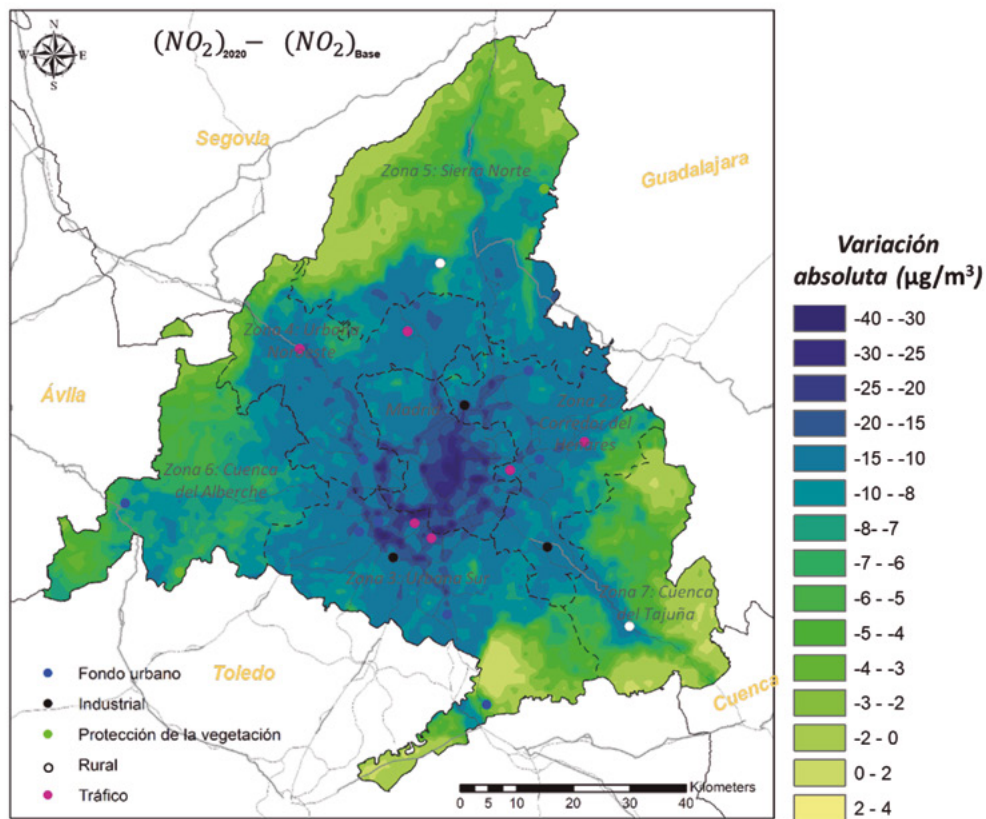 N
W E
S
(NO₂)2020 − (NO₂)Base
Segovia
Guadalajara
Zona 5: Sierra Norte
Zona 4: Urbana
Noroeste
Ávila
Madrid
Zona 2:
Corredor del
Henares
Zona 6: Cuenca
del Alberche
Zona 3: Urbana Sur
Zona 7: Cuenca
del Tajuña
Toledo
Cuenca
Fondo urbano
Industrial
Protección de la vegetación
Rural
Tráfico
Kilometers
0 5 10 20 30 40
Variación
absoluta (μg/m³)
-40 - -30
-30 - -25
-25 - -20
-20 - -15
-15 - -10
-10 - -8
-8- -7
-7 - -6
-6 - -5
-5 - -4
-4 - -3
-3 - -2
-2 - 0
0 - 2
2 - 4